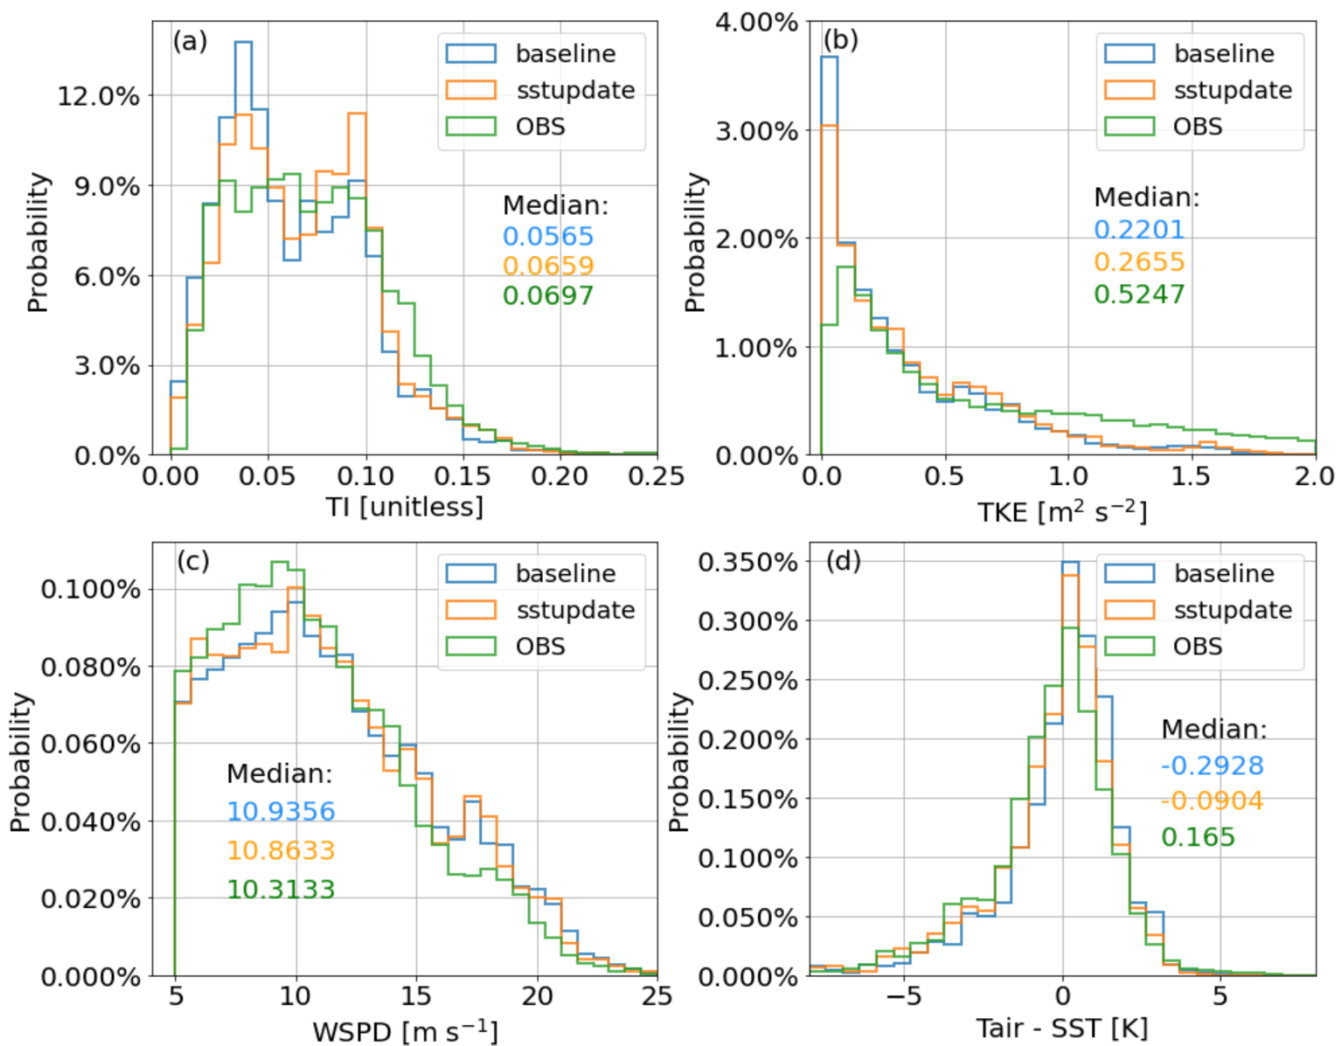 (a)
baseline
sstupdate
OBS
Median:
0.0565
0.0659
0.0697
Probability
12.0%
9.0%
6.0%
3.0%
0.0%
0.00 0.05 0.10 0.15 0.20 0.25
TI [unitless]
(b)
baseline
sstupdate
OBS
Median:
0.2201
0.2655
0.5247
Probability
4.00%
3.00%
2.00%
1.00%
0.00%
0.0 0.5 1.0 1.5 2.0
TKE [m² s⁻²]
(c)
baseline
sstupdate
OBS
Median:
10.9356
10.8633
10.3133
Probability
0.100%
0.080%
0.060%
0.040%
0.020%
0.000%
5 10 15 20 25
WSPD [m s⁻¹]
(d)
baseline
sstupdate
OBS
Median:
-0.2928
-0.0904
0.165
Probability
0.350%
0.300%
0.250%
0.200%
0.150%
0.100%
0.050%
0.000%
−5 0 5
Tair - SST [K]